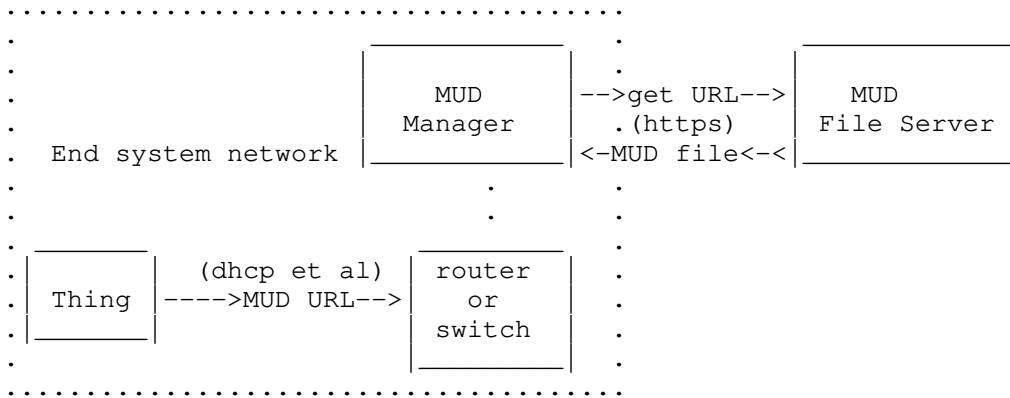 MUD -->get URL--> MUD
Manager (https) File Server
End system network <-MUD file<-<
(dhcp et al) router
Thing ---->MUD URL--> or
switch